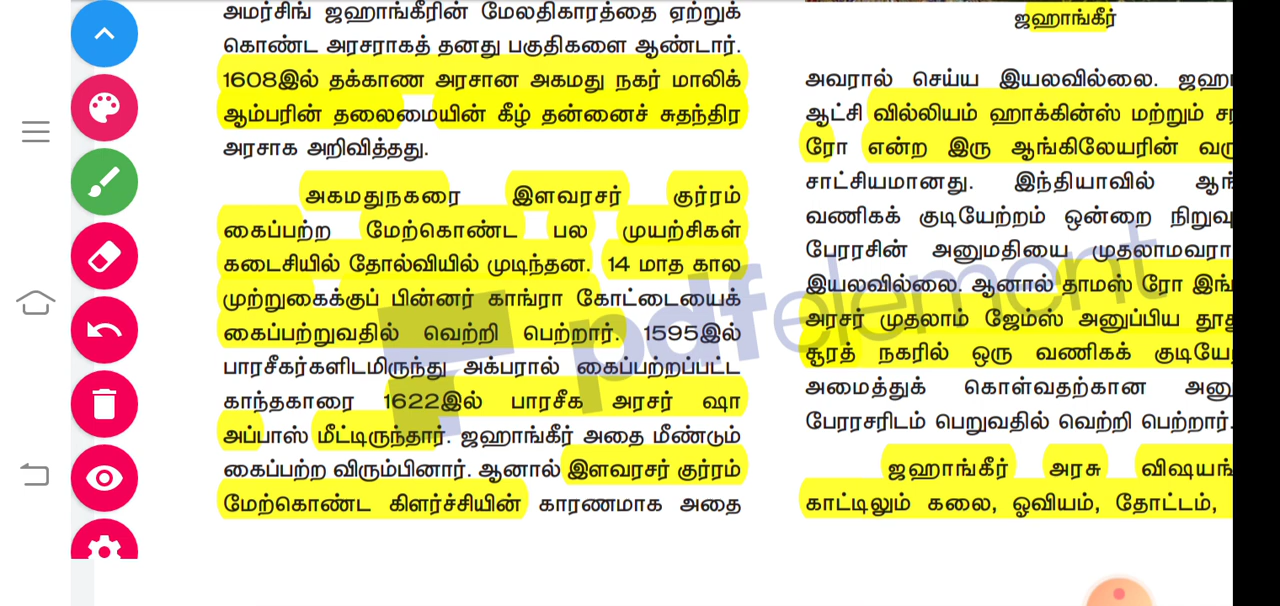 அமர்சிங் ஜஹாங்கீரின் மேலதிகாரத்தை ஏற்றுக்
கொண்ட அரசராகத் தனது பகுதிகளை ஆண்டார்.
1608இல் தக்காண அரசான அகமது நகர் மாலிக்
ஆம்பரின் தலைமையின் கீழ் தன்னைச் சுதந்திர
அரசாக அறிவித்தது.
அகமதுநகரை இளவரசர் குர்ரம்
கைப்பற்ற மேற்கொண்ட பல முயற்சிகள்
கடைசியில் தோல்வியில் முடிந்தன. 14 மாத கால
முற்றுகைக்குப் பின்னர் காங்ரா கோட்டையைக்
கைப்பற்றுவதில் வெற்றி பெற்றார். 1595இல்
பாரசீகர்களிடமிருந்து அக்பரால் கைப்பற்றப்பட்ட
காந்தகாரை 1622இல் பாரசீக அரசர் ஷா
அப்பாஸ் மீட்டிருந்தார். ஜஹாங்கீர் அதை மீண்டும்
கைப்பற்ற விரும்பினார். ஆனால் இளவரசர் குர்ரம்
மேற்கொண்ட கிளர்ச்சியின் காரணமாக அதை
ஜஹாங்கீர்
அவரால் செய்ய இயலவில்லை.
ஆட்சி வில்லியம் ஹாக்கின்ஸ் மற்றும்
ரோ என்ற இரு ஆங்கிலேயரின்
சாட்சியமானது. இந்தியாவில்
வணிகக் குடியேற்றம் ஒன்றை
பேரரசின் அனுமதியை
இயலவில்லை. ஆனால் தாமஸ் ரோ
அரசர் முதலாம் ஜேம்ஸ் அனுப்பிய
சூரத் நகரில் ஒரு வணிகக்
அமைத்துக் கொள்வதற்கான
பேரரசரிடம் பெறுவதில் வெற்றி பெற்றார்.
ஜஹாங்கீர் அரசு
காட்டிலும் கலை, ஓவியம், தோட்டம்,
pdfelement